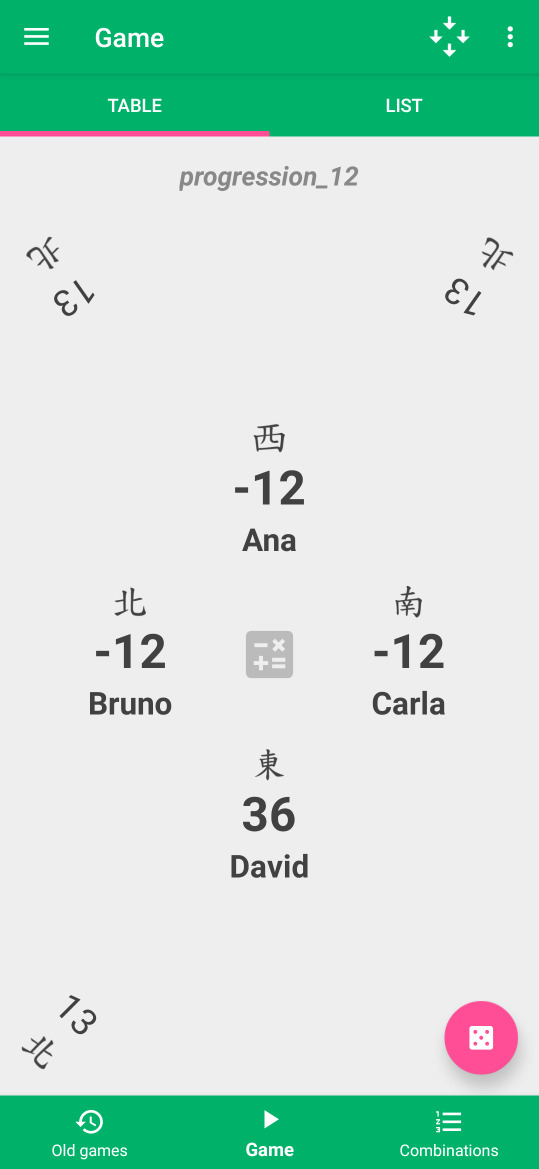 Game
TABLE
LIST
progression_12
北
13
北
13
西
-12
Ana
北
-12
Bruno
南
-12
Carla
東
36
David
13
北
Old games
Game
Combinations